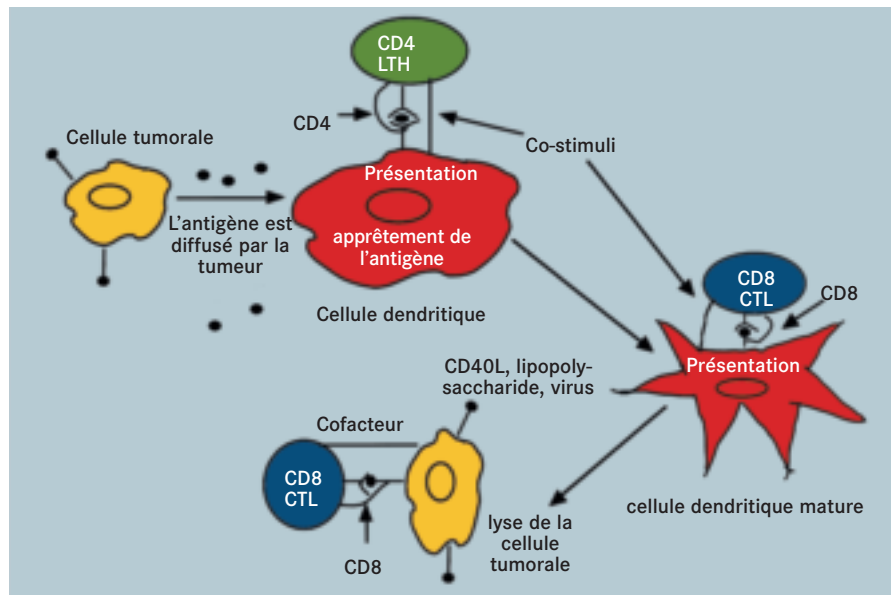 CD4
LTH
CD4
Cellule tumorale
Co-stimuli
Présentation
L’antigène est
diffusé par la
tumeur
apprêtement de
l’antigène
Cellule dendritique
CD8
CTL
CD8
Présentation
CD40L, lipopoly-
saccharide, virus
Cofacteur
CD8
CTL
CD8
lyse de la
cellule
tumorale
cellule dendritique mature